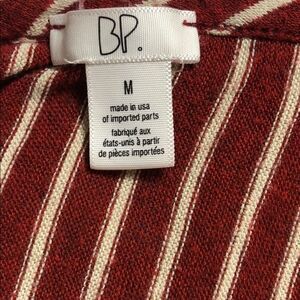 BP.
M
made in usa
of imported parts
fabriqué aux
états-unis à partir
de pièces importées